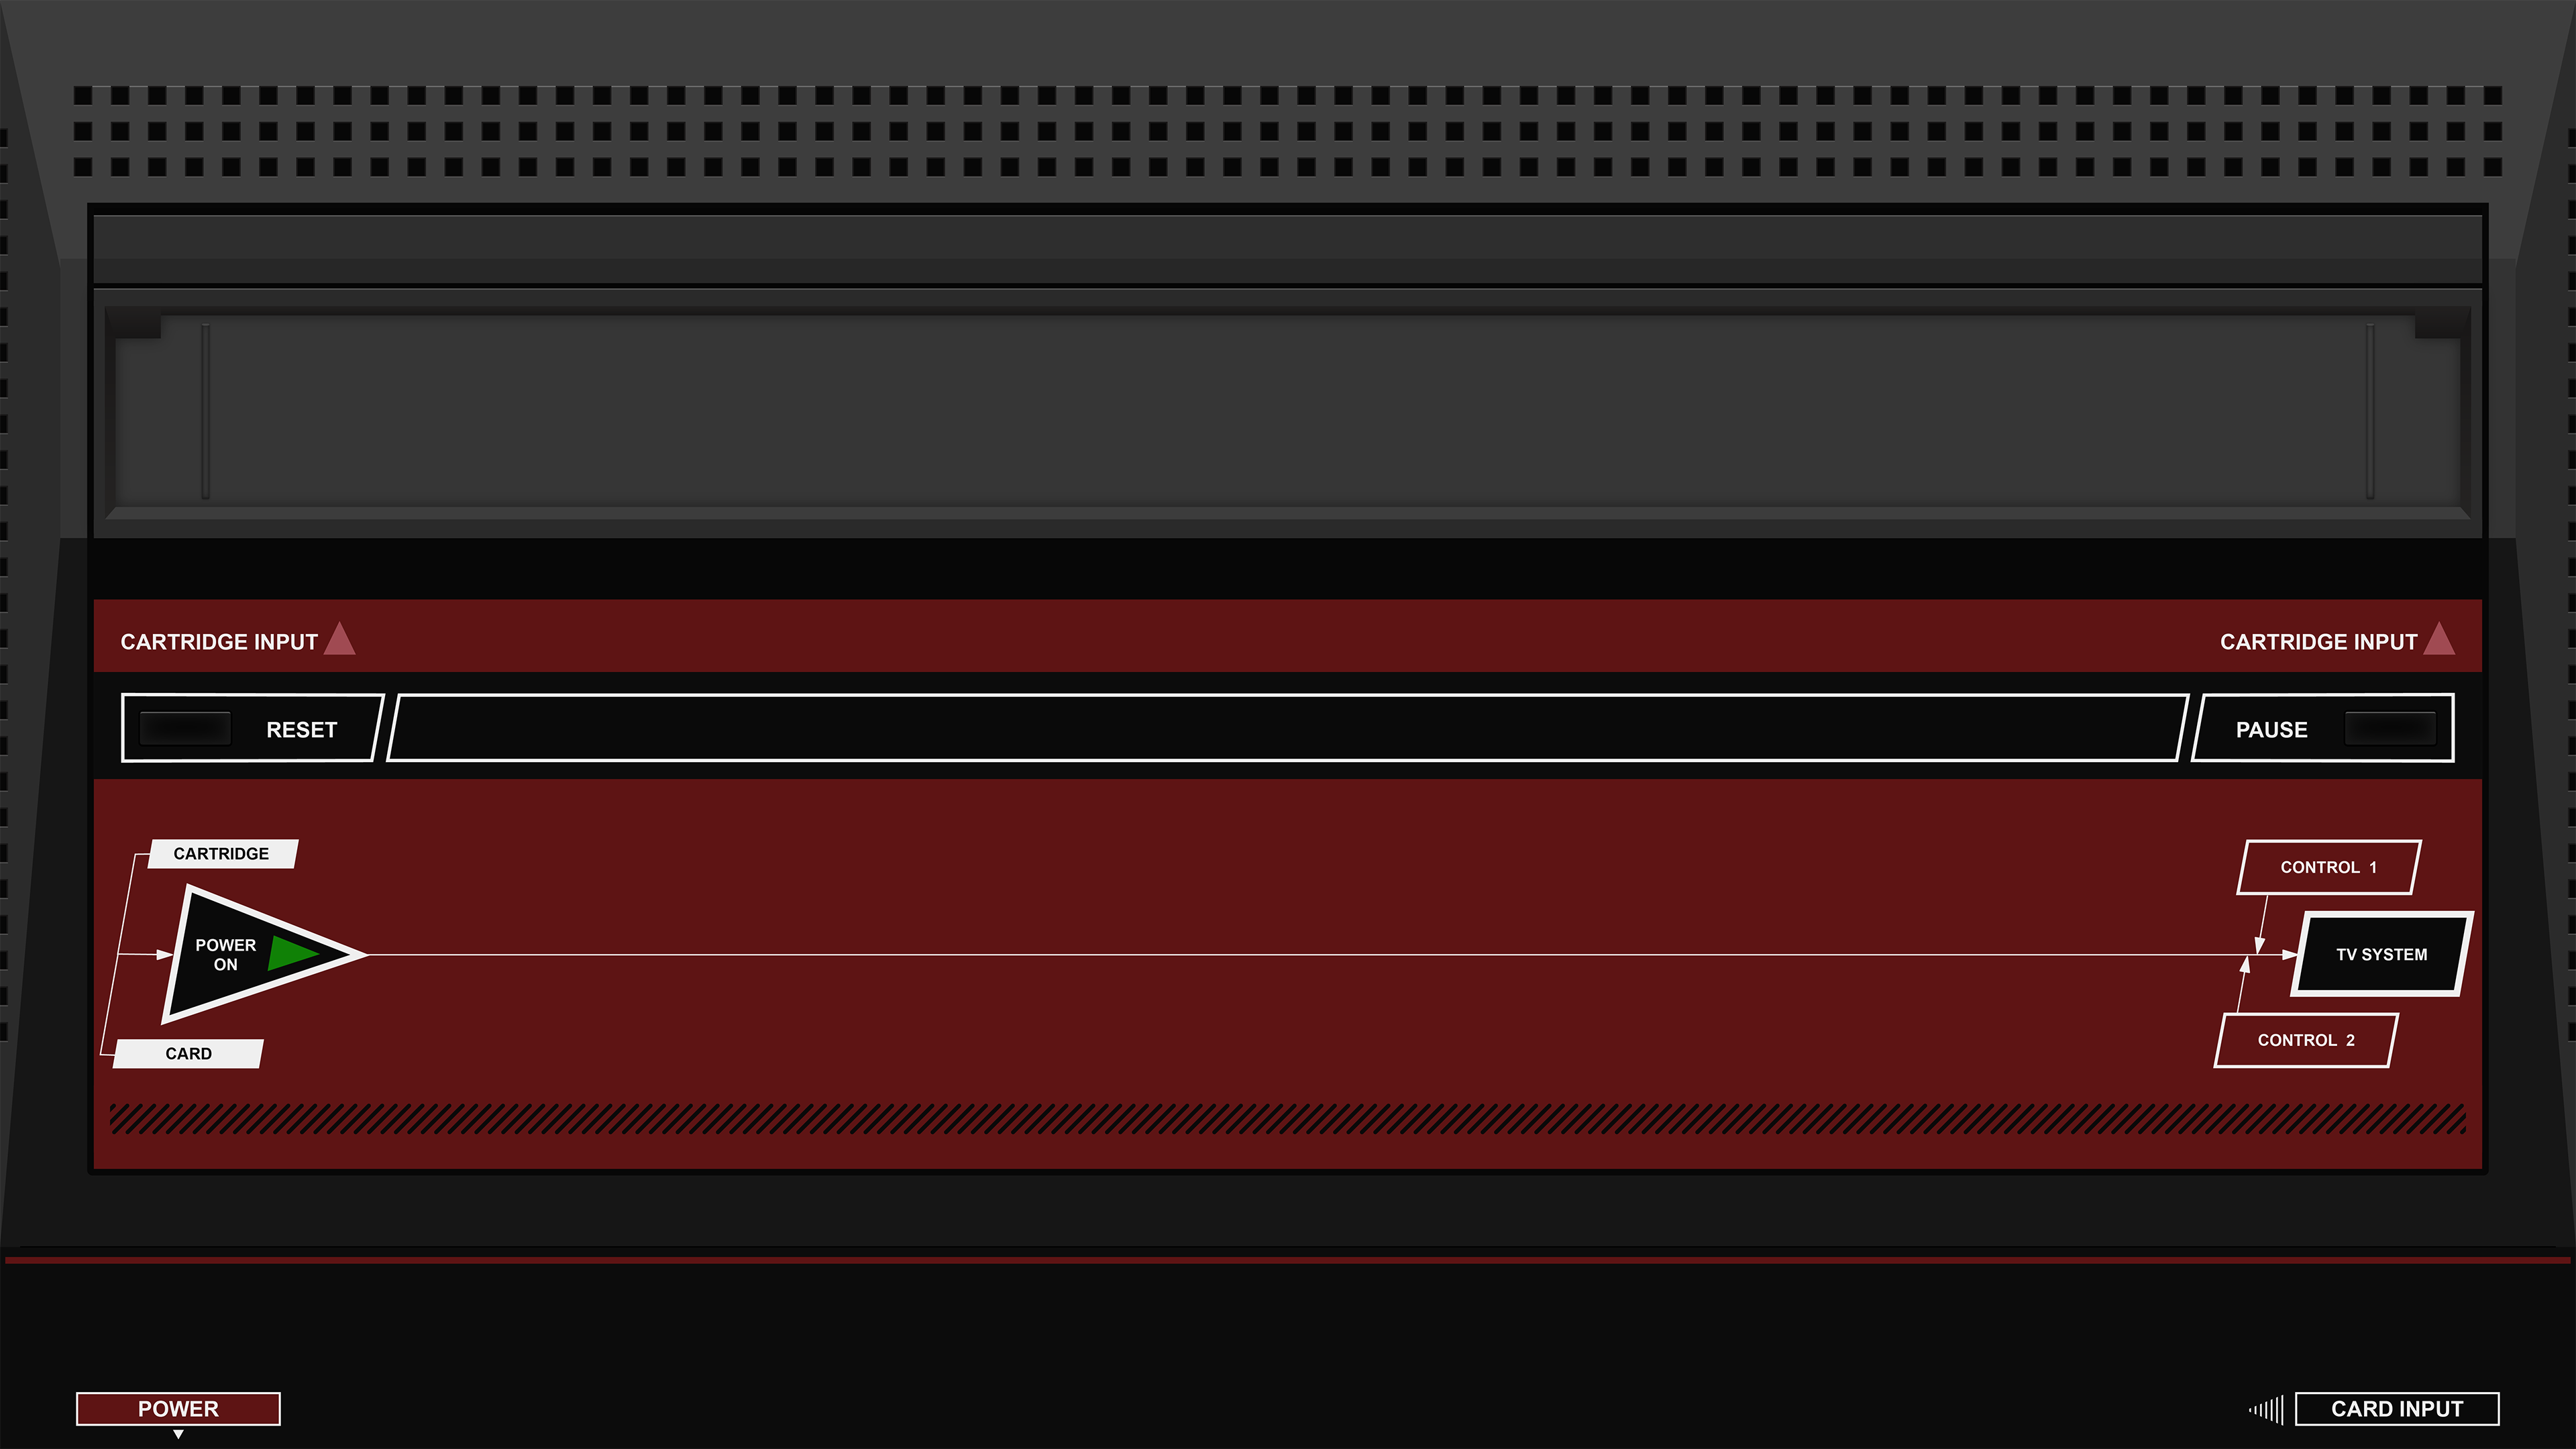 CARTRIDGE INPUT
CARTRIDGE INPUT
RESET
PAUSE
CARTRIDGE
POWER
ON
CARD
CONTROL 1
TV SYSTEM
CONTROL 2
POWER
CARD INPUT